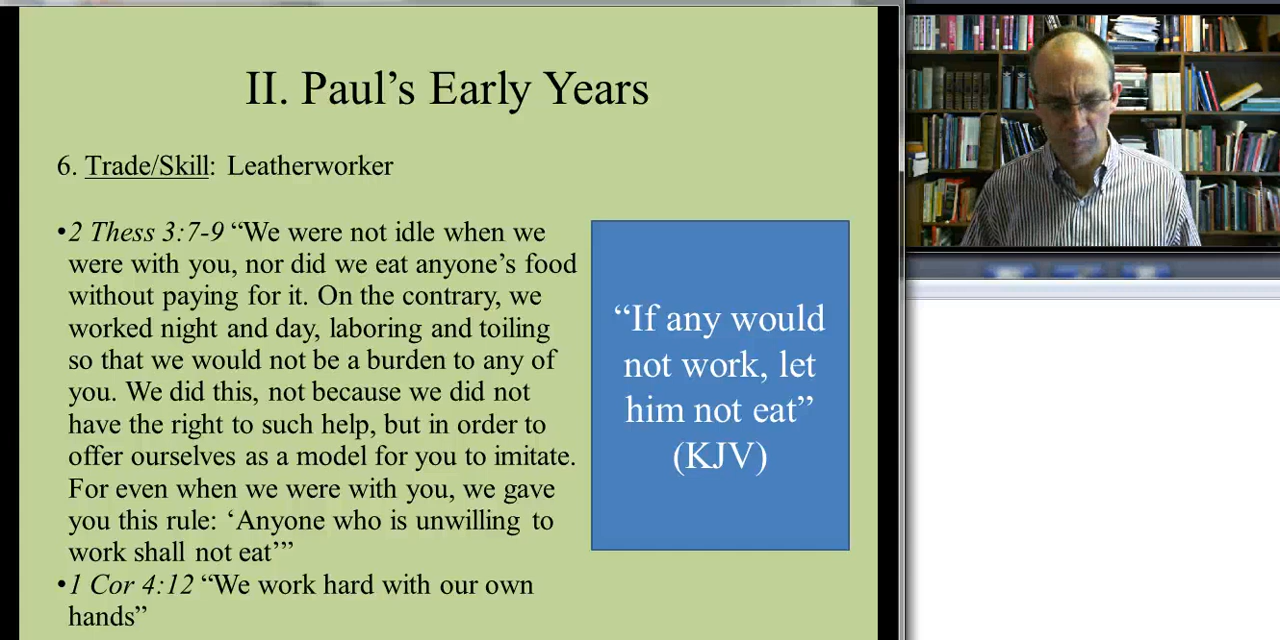 II. Paul’s Early Years
6. Trade/Skill: Leatherworker
•2 Thess 3:7-9 “We were not idle when we
were with you, nor did we eat anyone’s food
without paying for it. On the contrary, we
worked night and day, laboring and toiling
so that we would not be a burden to any of
you. We did this, not because we did not
have the right to such help, but in order to
offer ourselves as a model for you to imitate.
For even when we were with you, we gave
you this rule: ‘Anyone who is unwilling to
work shall not eat’”
•1 Cor 4:12 “We work hard with our own
hands”
“If any would
not work, let
him not eat”
(KJV)